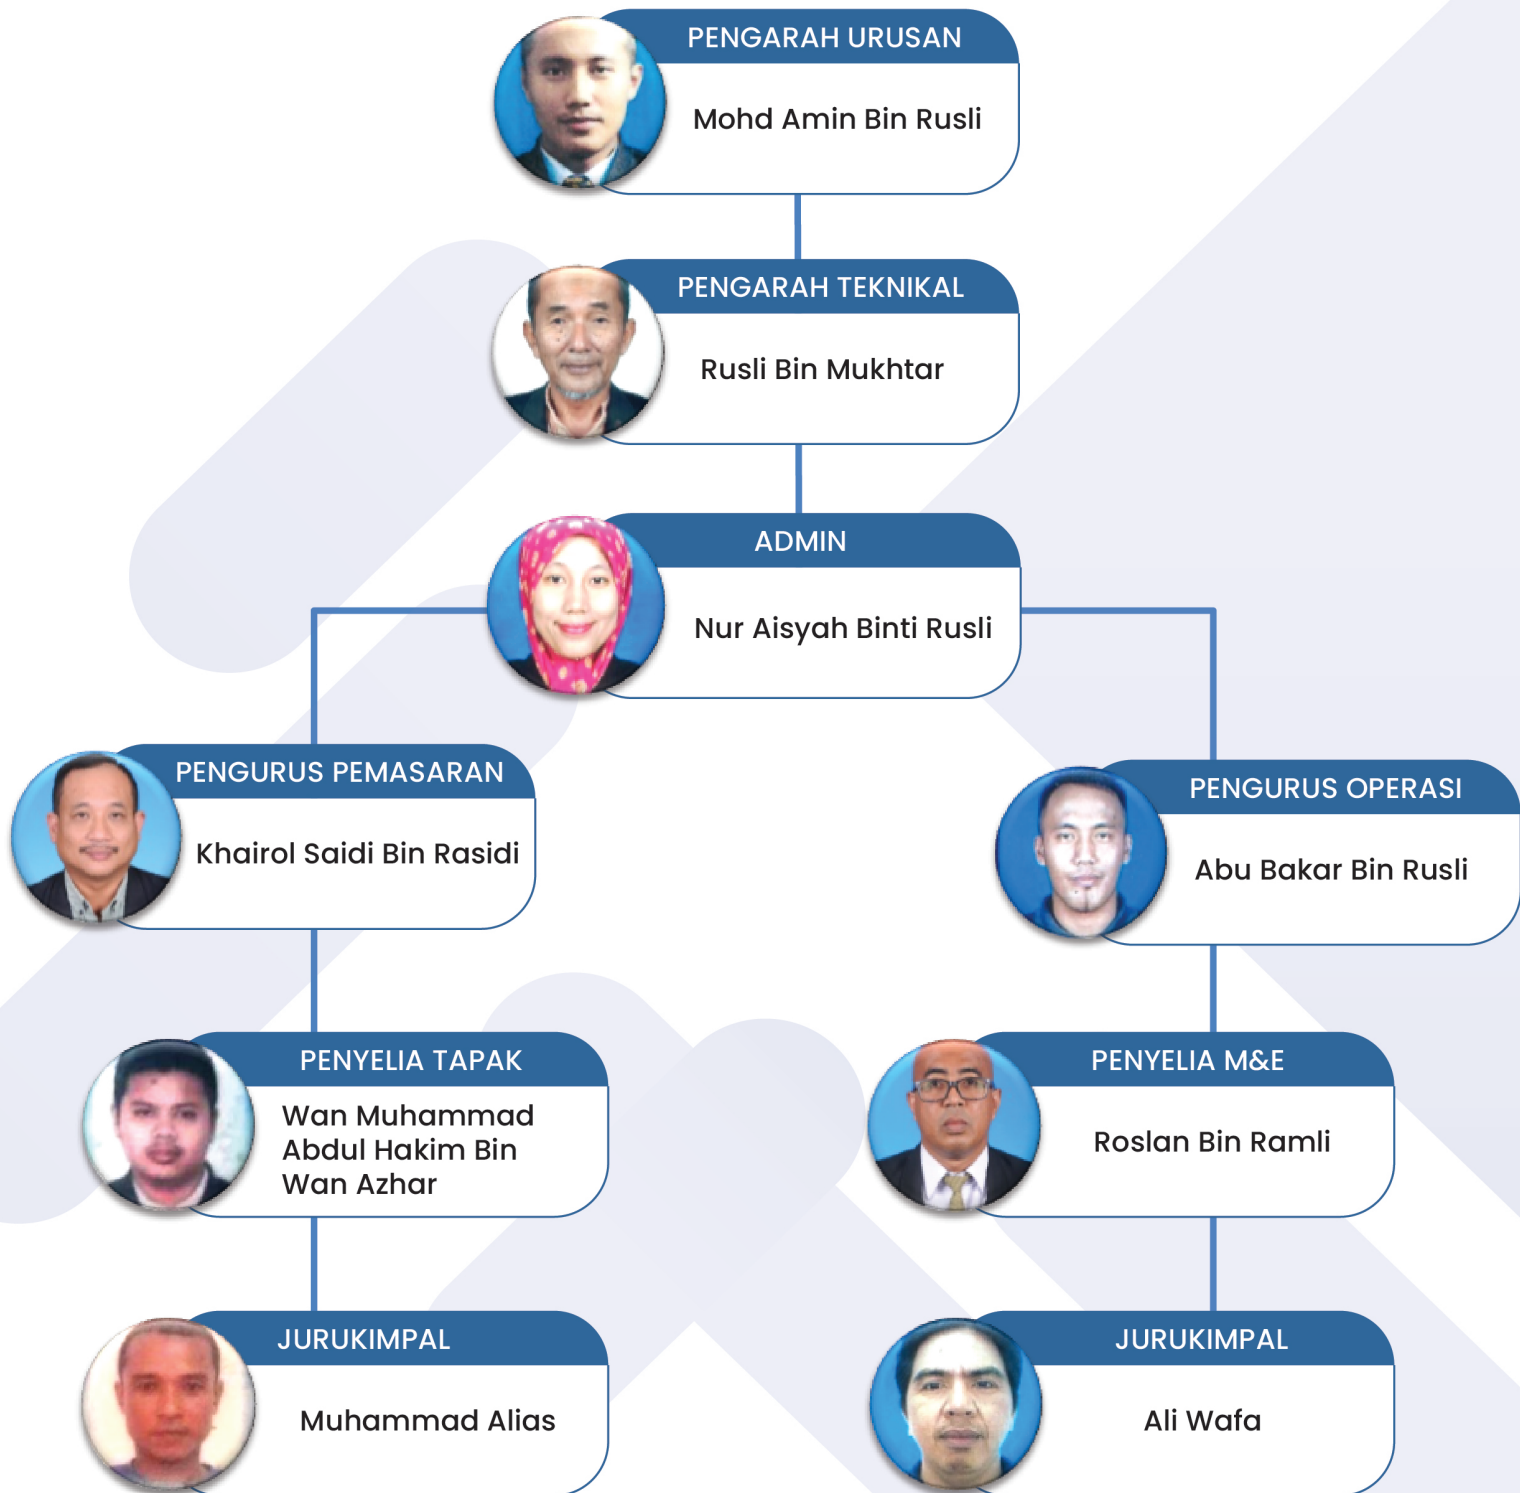 PENGARAH URUSAN
Mohd Amin Bin Rusli
PENGARAH TEKNIKAL
Rusli Bin Mukhtar
ADMIN
Nur Aisyah Binti Rusli
PENGURUS PEMASARAN
Khairol Saidi Bin Rasidi
PENGURUS OPERASI
Abu Bakar Bin Rusli
PENYELIA TAPAK
Wan Muhammad
Abdul Hakim Bin
Wan Azhar
PENYELIA M&E
Roslan Bin Ramli
JURUKIMPAL
Muhammad Alias
JURUKIMPAL
Ali Wafa